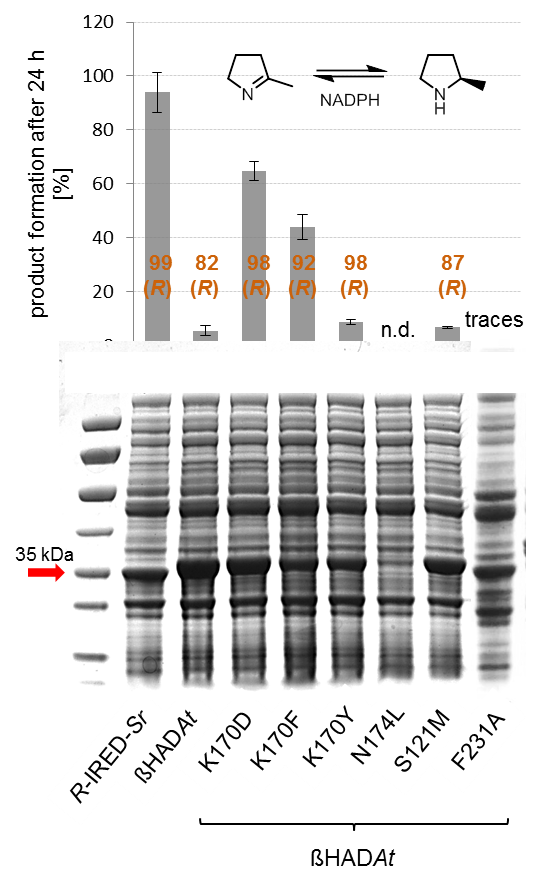 120
100
80
60
40
20
0
product formation after 24 h
[%]
N
NADPH
N
H
99
(R)
82
(R)
98
(R)
92
(R)
98
(R)
n.d.
87
(R)
traces
35 kDa
R-IRED-Sr
ßHADAt
K170D
K170F
K170Y
N174L
S121M
F231A
ßHADAt